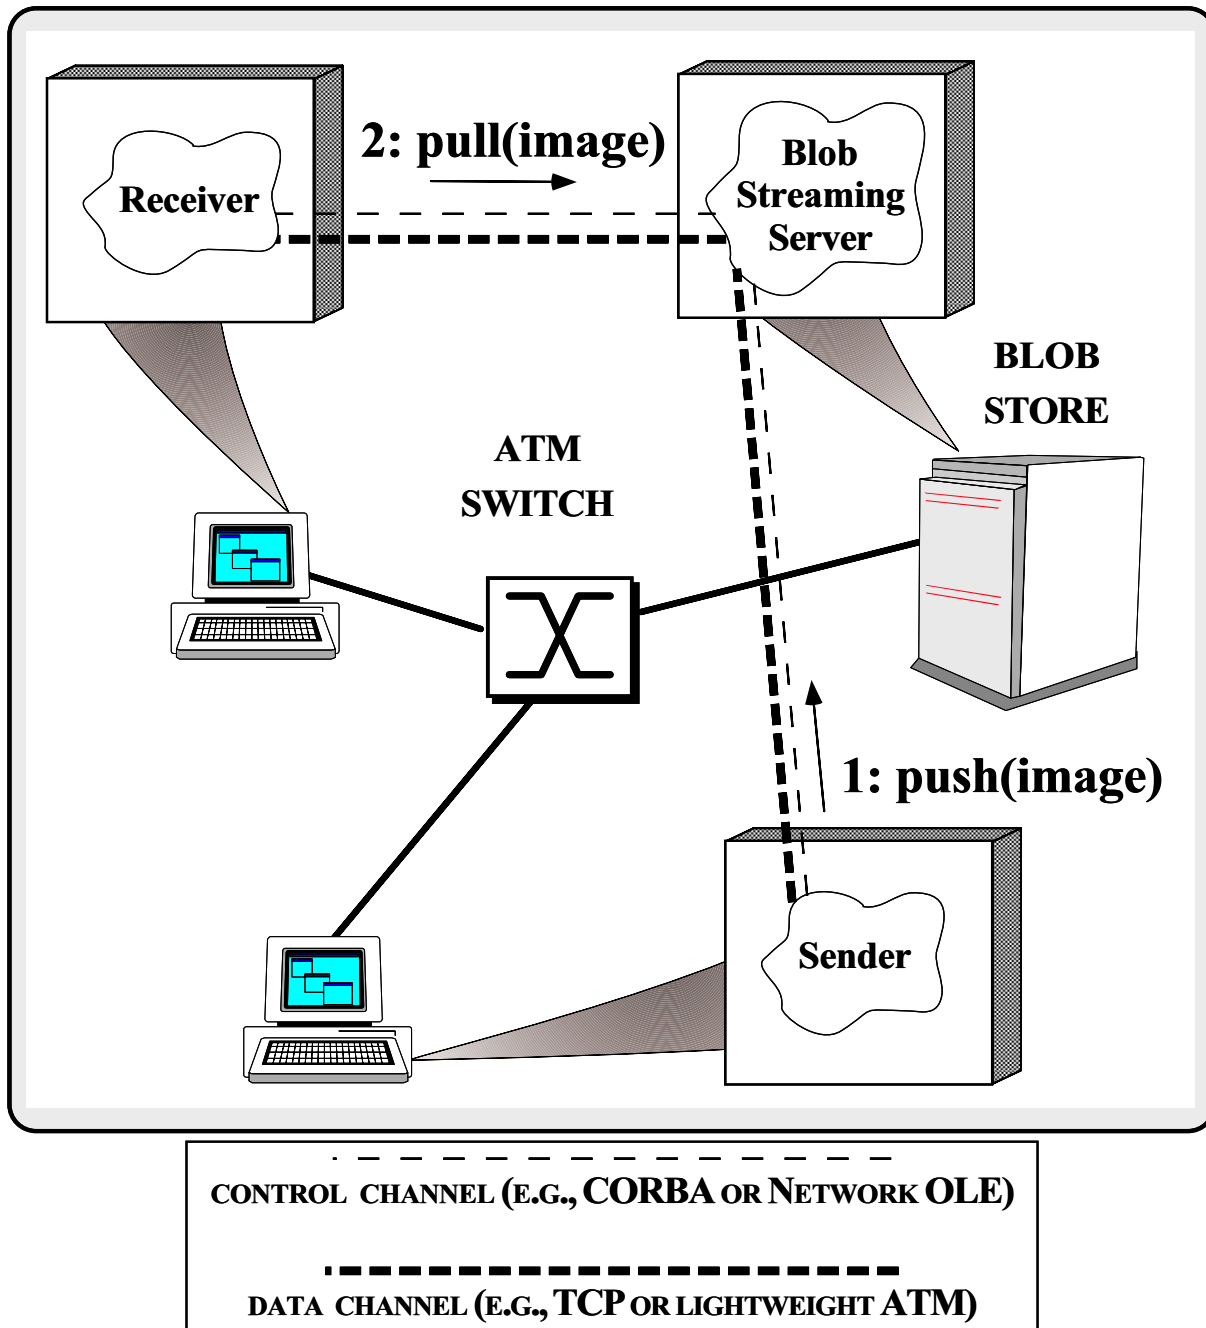 2: pull(image)
Receiver
Blob
Streaming
Server
BLOB
STORE
ATM
SWITCH
1: push(image)
Sender
CONTROL CHANNEL (E.G., CORBA OR NETWORK OLE)
DATA CHANNEL (E.G., TCP OR LIGHTWEIGHT ATM)